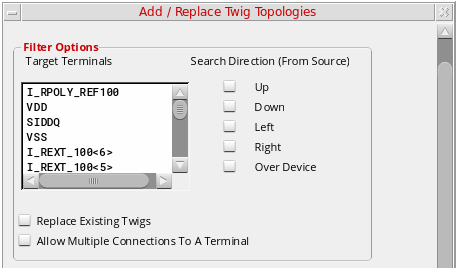 Add / Replace Twig Topologies
Filter Options
Target Terminals
Search Direction (From Source)
I_RPOLY_REF100
VDD
SIDDQ
VSS
I_REXT_100<6>
I_REXT_100<5>
Up
Down
Left
Right
Over Device
Replace Existing Twigs
Allow Multiple Connections To A Terminal